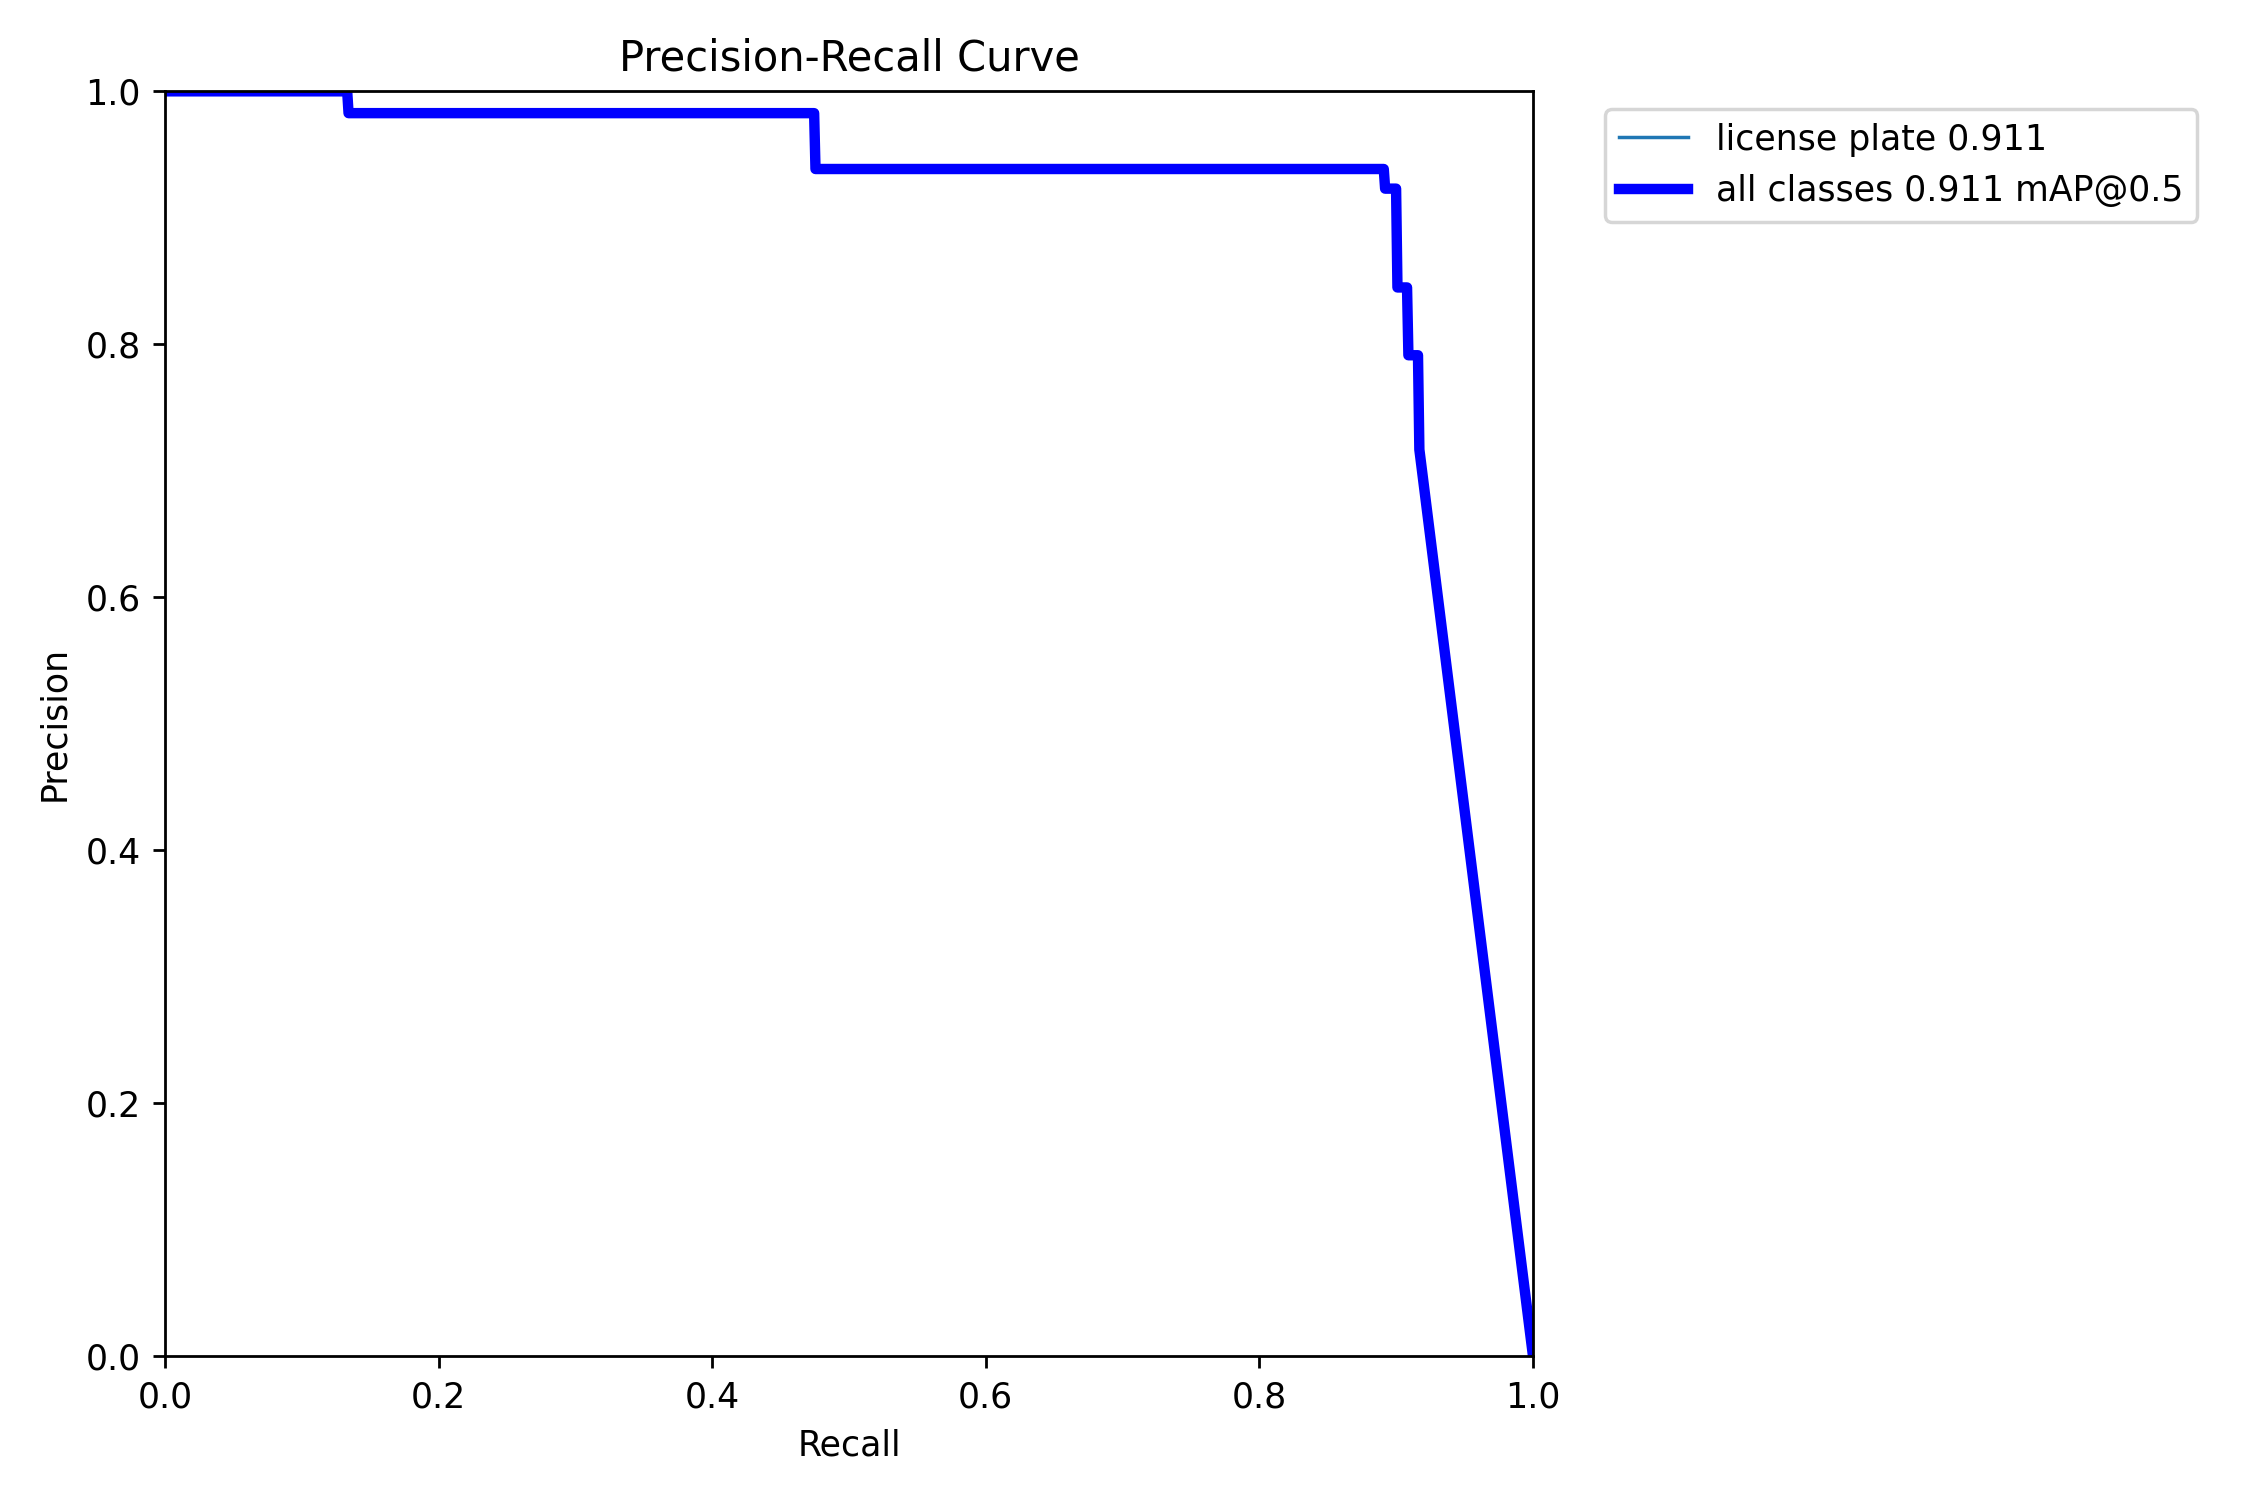 Precision-Recall Curve
1.0
0.8
0.6
0.4
0.2
0.0
Precision
0.0 0.2 0.4 0.6 0.8 1.0
Recall
license plate 0.911
all classes 0.911 mAP@0.5